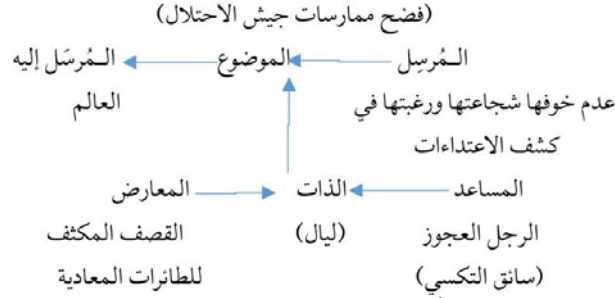 (فضح ممارسات جيش الاحتلال)
الـمُرسِل الموضوع الـمُرسَل إليه
عدم خوفها شجاعتها ورغبتها في العالم
كشف الاعتداءات
المساعد الذات المعارض
الرجل العجوز (ليال) القصف المكثف
(سائق التكسي) للطائرات المعادية